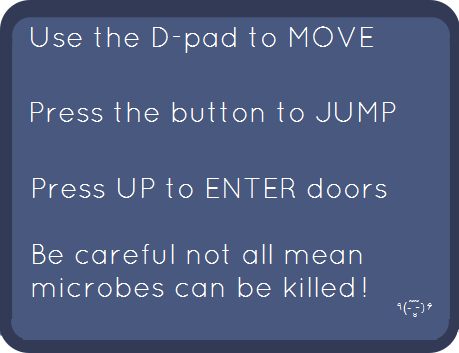 Use the D-pad to MOVE
Press the button to JUMP
Press UP to ENTER doors
Be careful not all mean
microbes can be killed!